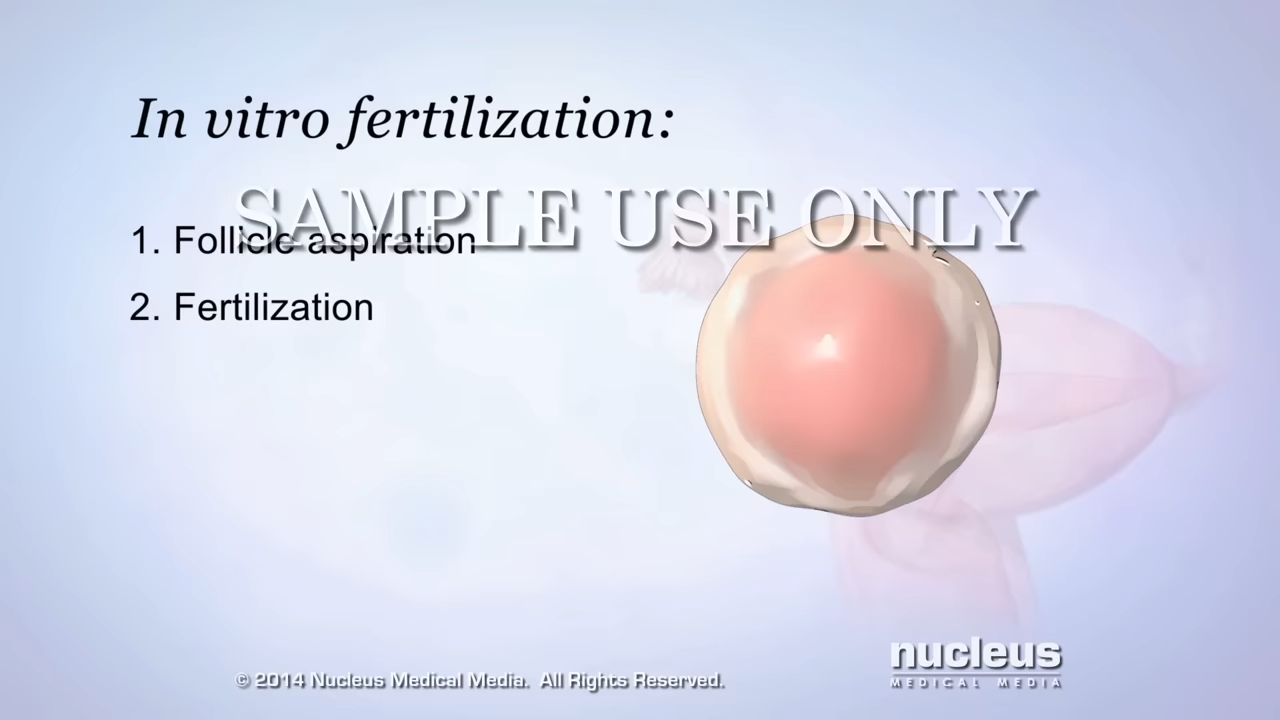 In vitro fertilization:
SAMPLE USE ONLY
1. Follicle aspiration
2. Fertilization
nucleus
MEDICAL MEDIA
© 2014 Nucleus Medical Media. All Rights Reserved.